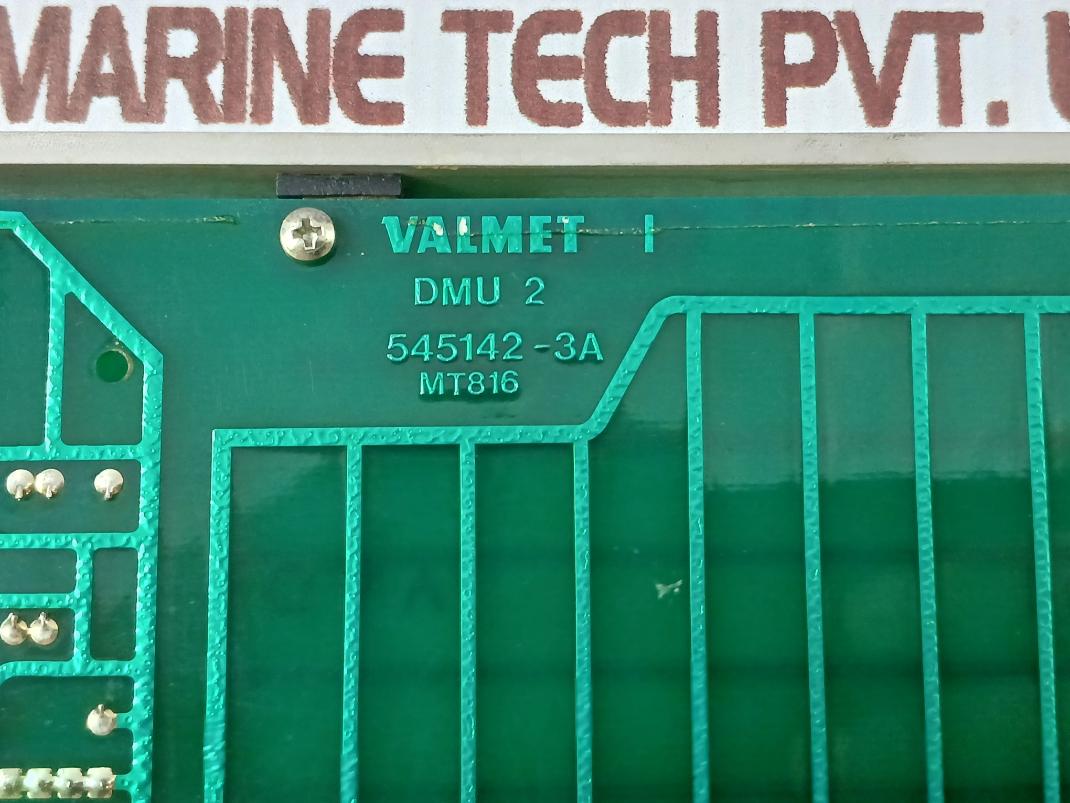 MARINE TECH PVT.
VALMET I
DMU 2
545142-3A
MT816